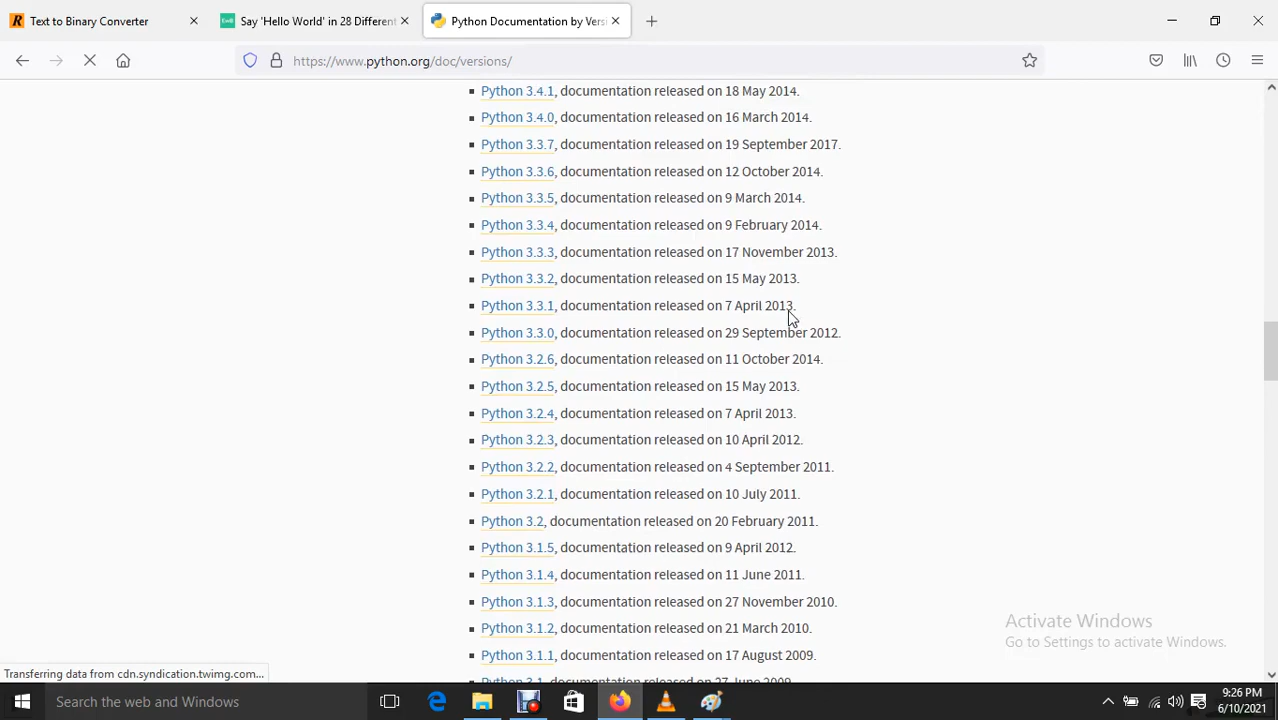 Text to Binary Converter
Say 'Hello World' in 28 Different
Python Documentation by Versi
https://www.python.org/doc/versions/
Python 3.4.1, documentation released on 18 May 2014.
Python 3.4.0, documentation released on 16 March 2014.
Python 3.3.7, documentation released on 19 September 2017.
Python 3.3.6, documentation released on 12 October 2014.
Python 3.3.5, documentation released on 9 March 2014.
Python 3.3.4, documentation released on 9 February 2014.
Python 3.3.3, documentation released on 17 November 2013.
Python 3.3.2, documentation released on 15 May 2013.
Python 3.3.1, documentation released on 7 April 2013.
Python 3.3.0, documentation released on 29 September 2012.
Python 3.2.6, documentation released on 11 October 2014.
Python 3.2.5, documentation released on 15 May 2013.
Python 3.2.4, documentation released on 7 April 2013.
Python 3.2.3, documentation released on 10 April 2012.
Python 3.2.2, documentation released on 4 September 2011.
Python 3.2.1, documentation released on 10 July 2011.
Python 3.2, documentation released on 20 February 2011.
Python 3.1.5, documentation released on 9 April 2012.
Python 3.1.4, documentation released on 11 June 2011.
Python 3.1.3, documentation released on 27 November 2010.
Python 3.1.2, documentation released on 21 March 2010.
Python 3.1.1, documentation released on 17 August 2009.
Python 3.1, documentation released on 27 June 2009.
Activate Windows
Go to Settings to activate Windows.
Transferring data from cdn.syndication.twimg.com...
Search the web and Windows
9:26 PM
6/10/2021